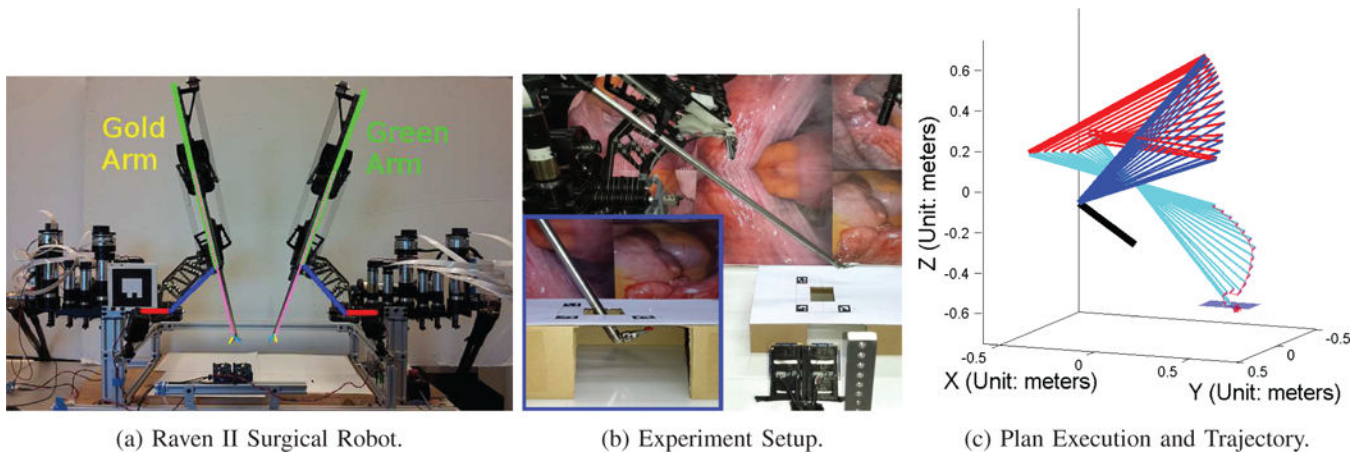 Gold
Arm
Green
Arm
Z (Unit: meters)
0.6
0.4
0.2
0
-0.2
-0.4
-0.6
-0.5
0
0.5
X (Unit: meters)
-0.5
0
0.5
Y (Unit: meters)
(a) Raven II Surgical Robot.
(b) Experiment Setup.
(c) Plan Execution and Trajectory.